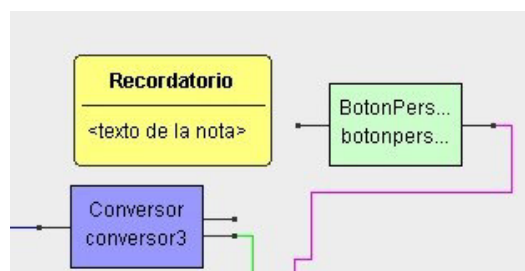 Recordatorio
<texto de la nota>
BotonPers...
botonpers...
Conversor
conversor3